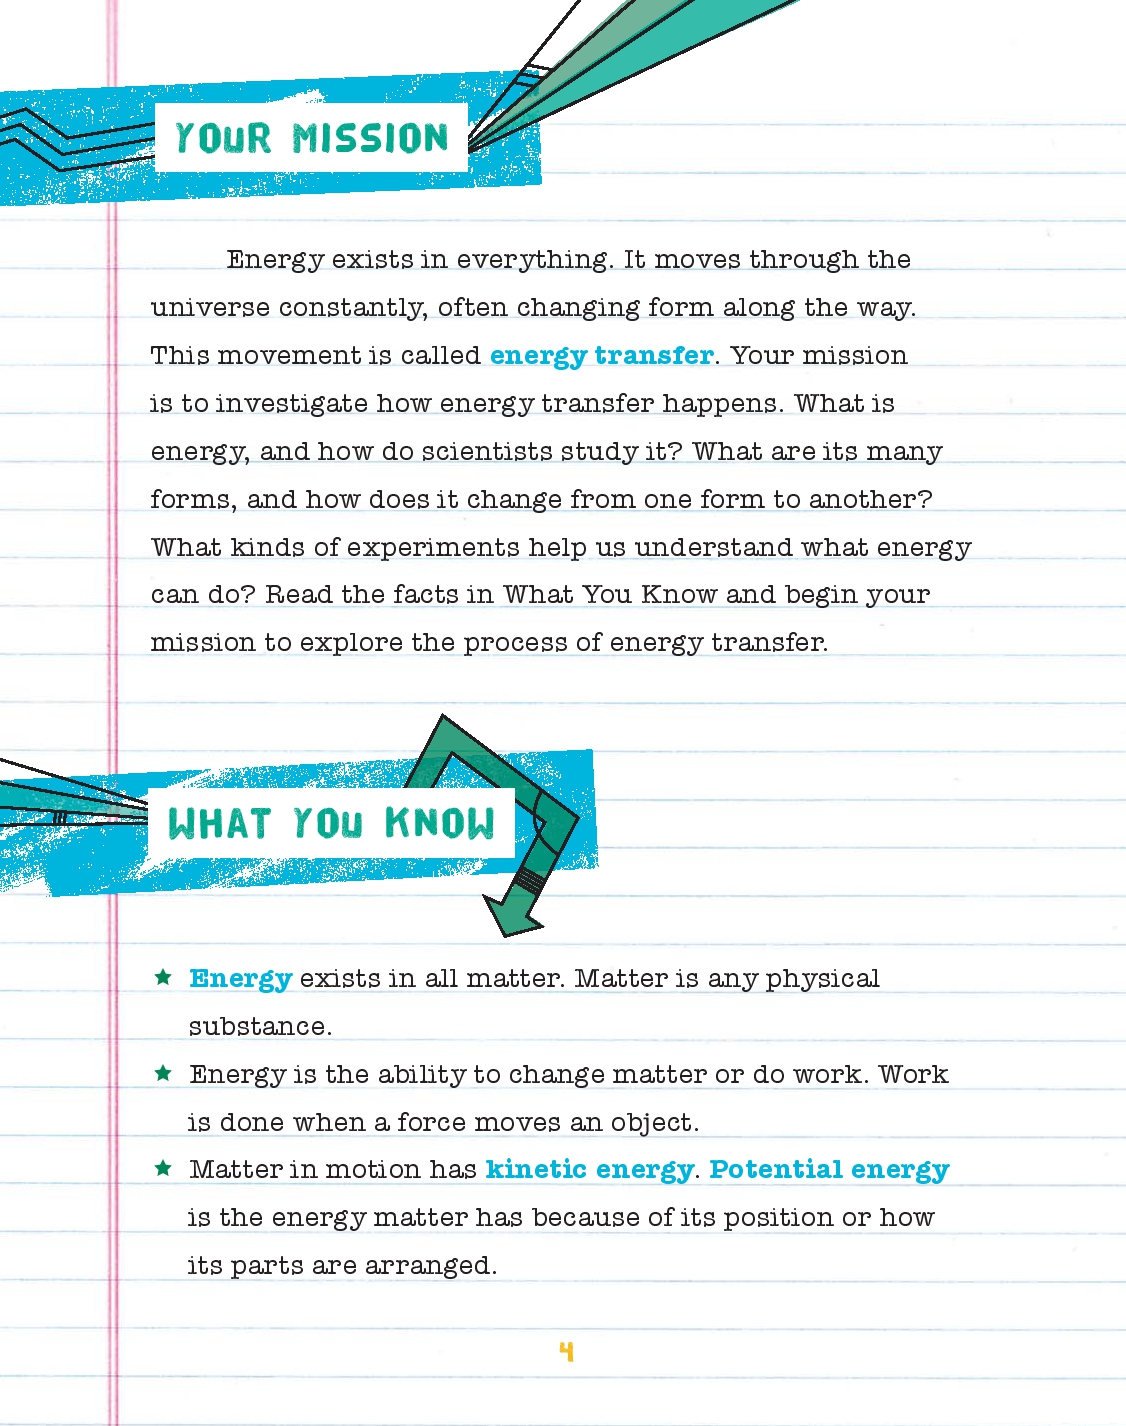 YOUR MISSION
Energy exists in everything. It moves through the
universe constantly, often changing form along the way.
This movement is called energy transfer. Your mission
is to investigate how energy transfer happens. What is
energy, and how do scientists study it? What are its many
forms, and how does it change from one form to another?
What kinds of experiments help us understand what energy
can do? Read the facts in What You Know and begin your
mission to explore the process of energy transfer.
WHAT YOU KNOW
★ Energy exists in all matter. Matter is any physical
substance.
★ Energy is the ability to change matter or do work. Work
is done when a force moves an object.
★ Matter in motion has kinetic energy. Potential energy
is the energy matter has because of its position or how
its parts are arranged.
4